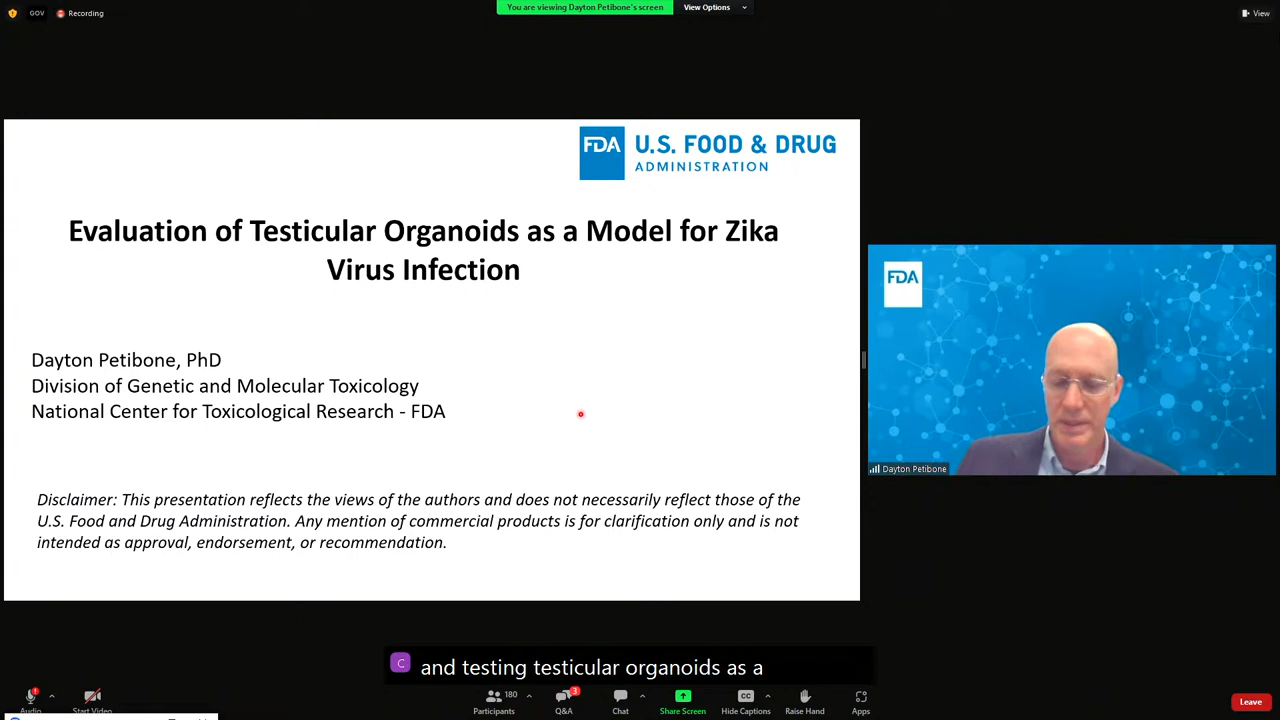 GOV
Recording
You are viewing Dayton Petibone's screen
View Options
View
FDA
U.S. FOOD & DRUG
ADMINISTRATION
Evaluation of Testicular Organoids as a Model for Zika
Virus Infection
Dayton Petibone, PhD
Division of Genetic and Molecular Toxicology
National Center for Toxicological Research - FDA
Disclaimer: This presentation reflects the views of the authors and does not necessarily reflect those of the
U.S. Food and Drug Administration. Any mention of commercial products is for clarification only and is not
intended as approval, endorsement, or recommendation.
FDA
Dayton Petibone
C
and testing testicular organoids as a
Audio
Start Video
180
Participants
3
Q&A
Chat
Share Screen
CC
Hide Captions
Raise Hand
Apps
Leave